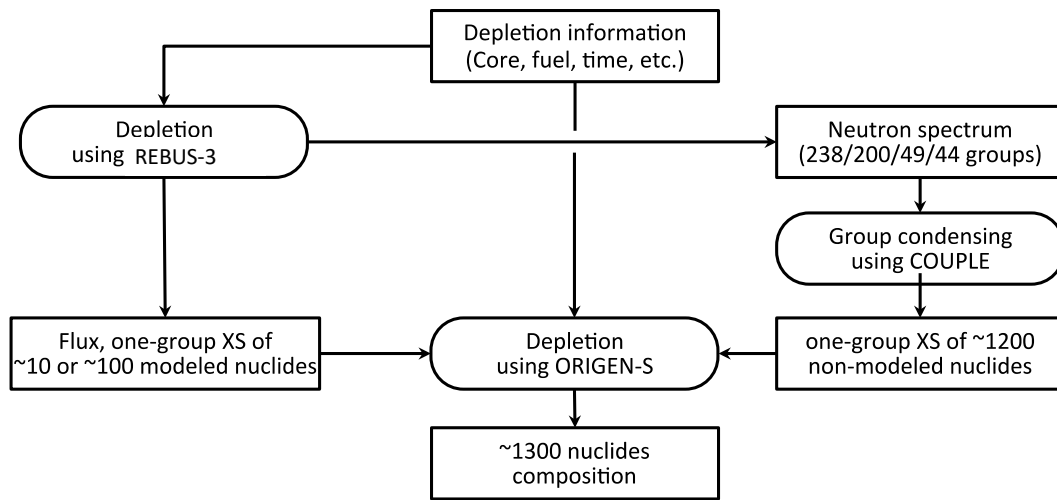 Depletion information
(Core, fuel, time, etc.)
Depletion
using REBUS-3
Neutron spectrum
(238/200/49/44 groups)
Group condensing
using COUPLE
Flux, one-group XS of
~10 or ~100 modeled nuclides
Depletion
using ORIGEN-S
one-group XS of ~1200
non-modeled nuclides
~1300 nuclides
composition